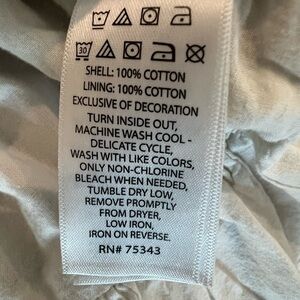 30
SHELL: 100% COTTON
LINING: 100% COTTON
EXCLUSIVE OF DECORATION
TURN INSIDE OUT,
MACHINE WASH COOL -
DELICATE CYCLE,
WASH WITH LIKE COLORS,
ONLY NON-CHLORINE
BLEACH WHEN NEEDED,
TUMBLE DRY LOW,
REMOVE PROMPTLY
FROM DRYER,
LOW IRON,
IRON ON REVERSE.
RN# 75343